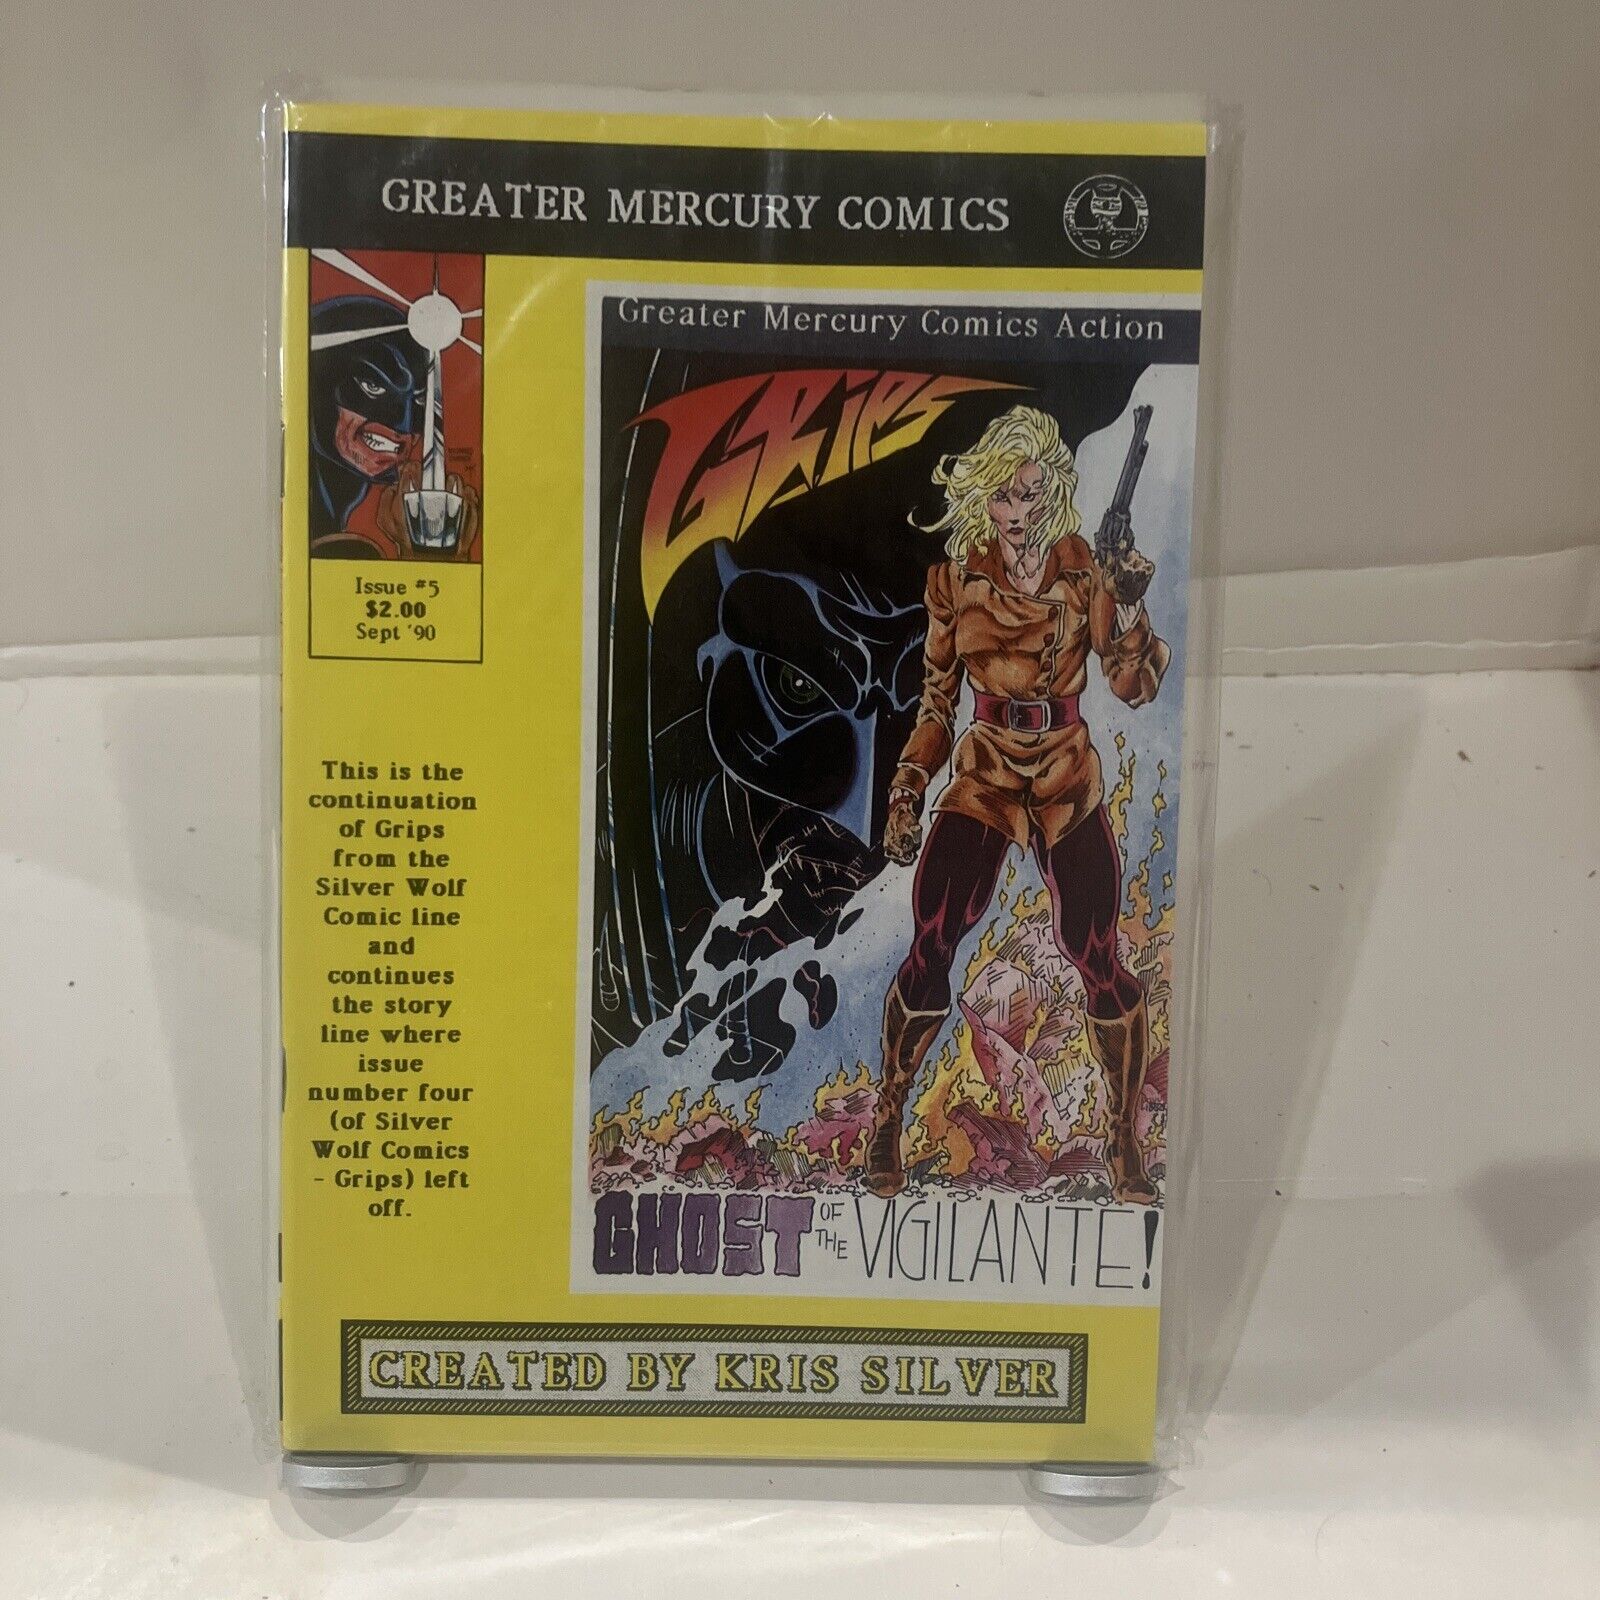 GREATER MERCURY COMICS
Issue #5
$2.00
Sept '90
This is the
continuation
of Grips
from the
Silver Wolf
Comic line
and
continues
the story
line where
issue
number four
(of Silver
Wolf Comics
- Grips) left
off.
Greater Mercury Comics Action
GRIPS
GHOST OF THE VIGILANTE!
CREATED BY KRIS SILVER